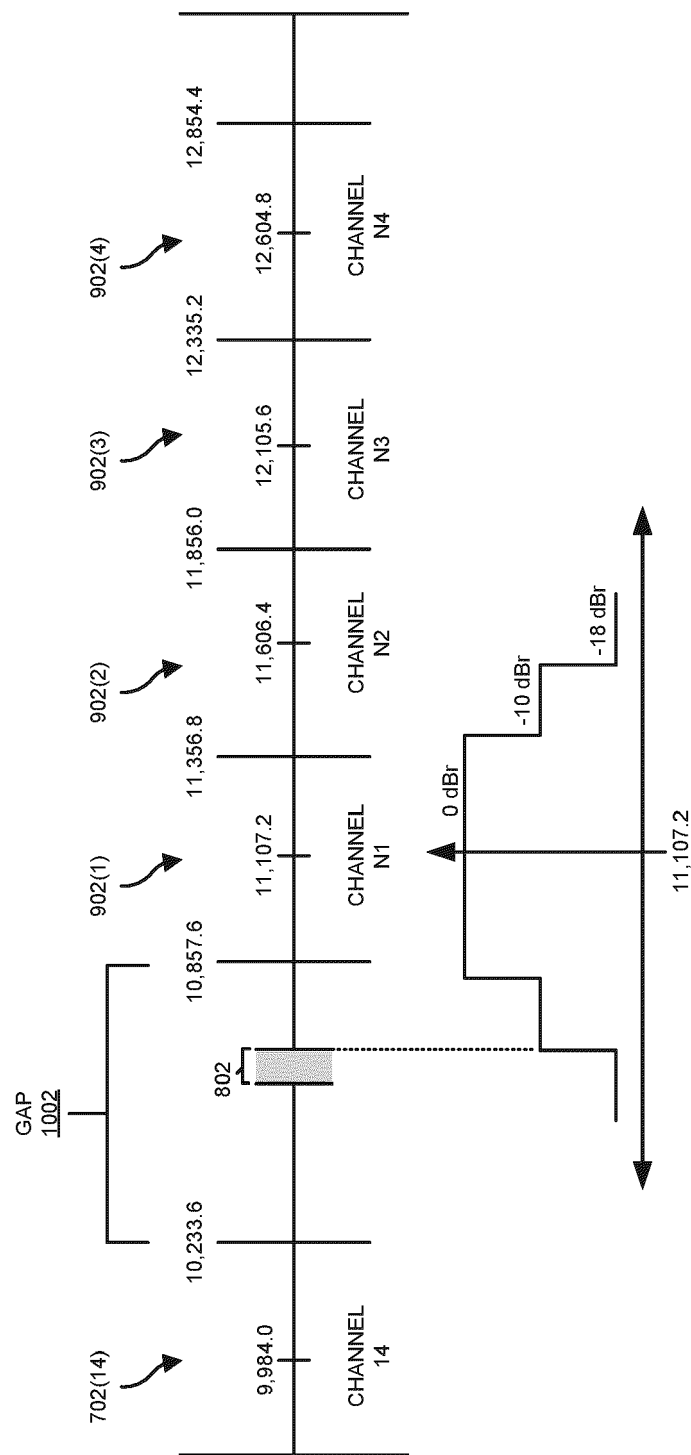 GAP
1002
702(14)
902(1)
902(2)
902(3)
902(4)
10,233.6
10,857.6
11,356.8
11,856.0
12,335.2
12,854.4
802
9,984.0
11,107.2
11,606.4
12,105.6
12,604.8
CHANNEL
14
CHANNEL
N1
CHANNEL
N2
CHANNEL
N3
CHANNEL
N4
0 dBr
-10 dBr
-18 dBr
11,107.2